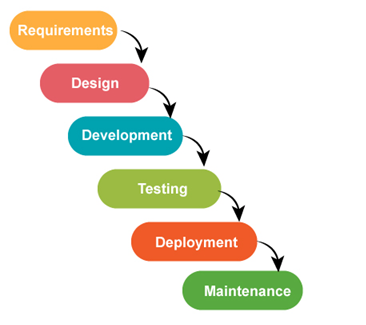 Requirements
Design
Development
Testing
Deployment
Maintenance